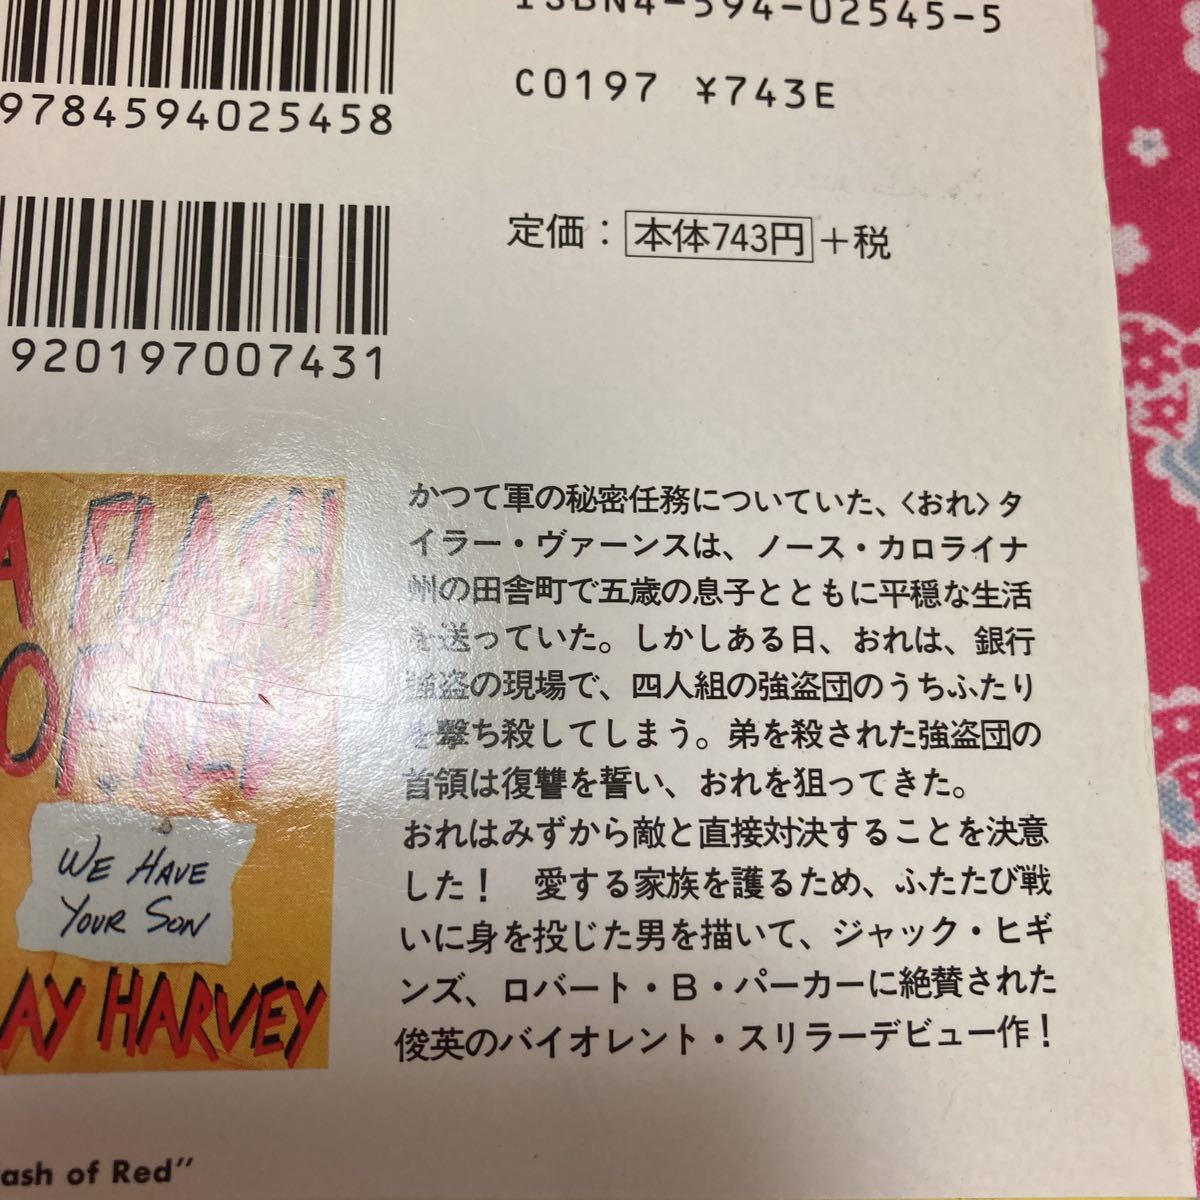 ISBN4-594-02545-5
C0197 ¥743E
9784594025458
定価：本体743円＋税
920197007431
A FLASH
OF RED
WE HAVE
YOUR SON
AY HARVEY
かつて軍の秘密任務についていた、〈おれ〉タ
イラー・ヴァーンスは、ノース・カロライナ
州の田舎町で五歳の息子とともに平穏な生活
を送っていた。しかしある日、おれは、銀行
強盗の現場で、四人組の強盗団のうちふたり
を撃ち殺してしまう。弟を殺された強盗団の
首領は復讐を誓い、おれを狙ってきた。
おれはみずから敵と直接対決することを決意
した！　愛する家族を護るため、ふたたび戦
いに身を投じた男を描いて、ジャック・ヒギ
ンズ、ロバート・B・パーカーに絶賛された
俊英のバイオレント・スリラーデビュー作！
ash of Red"